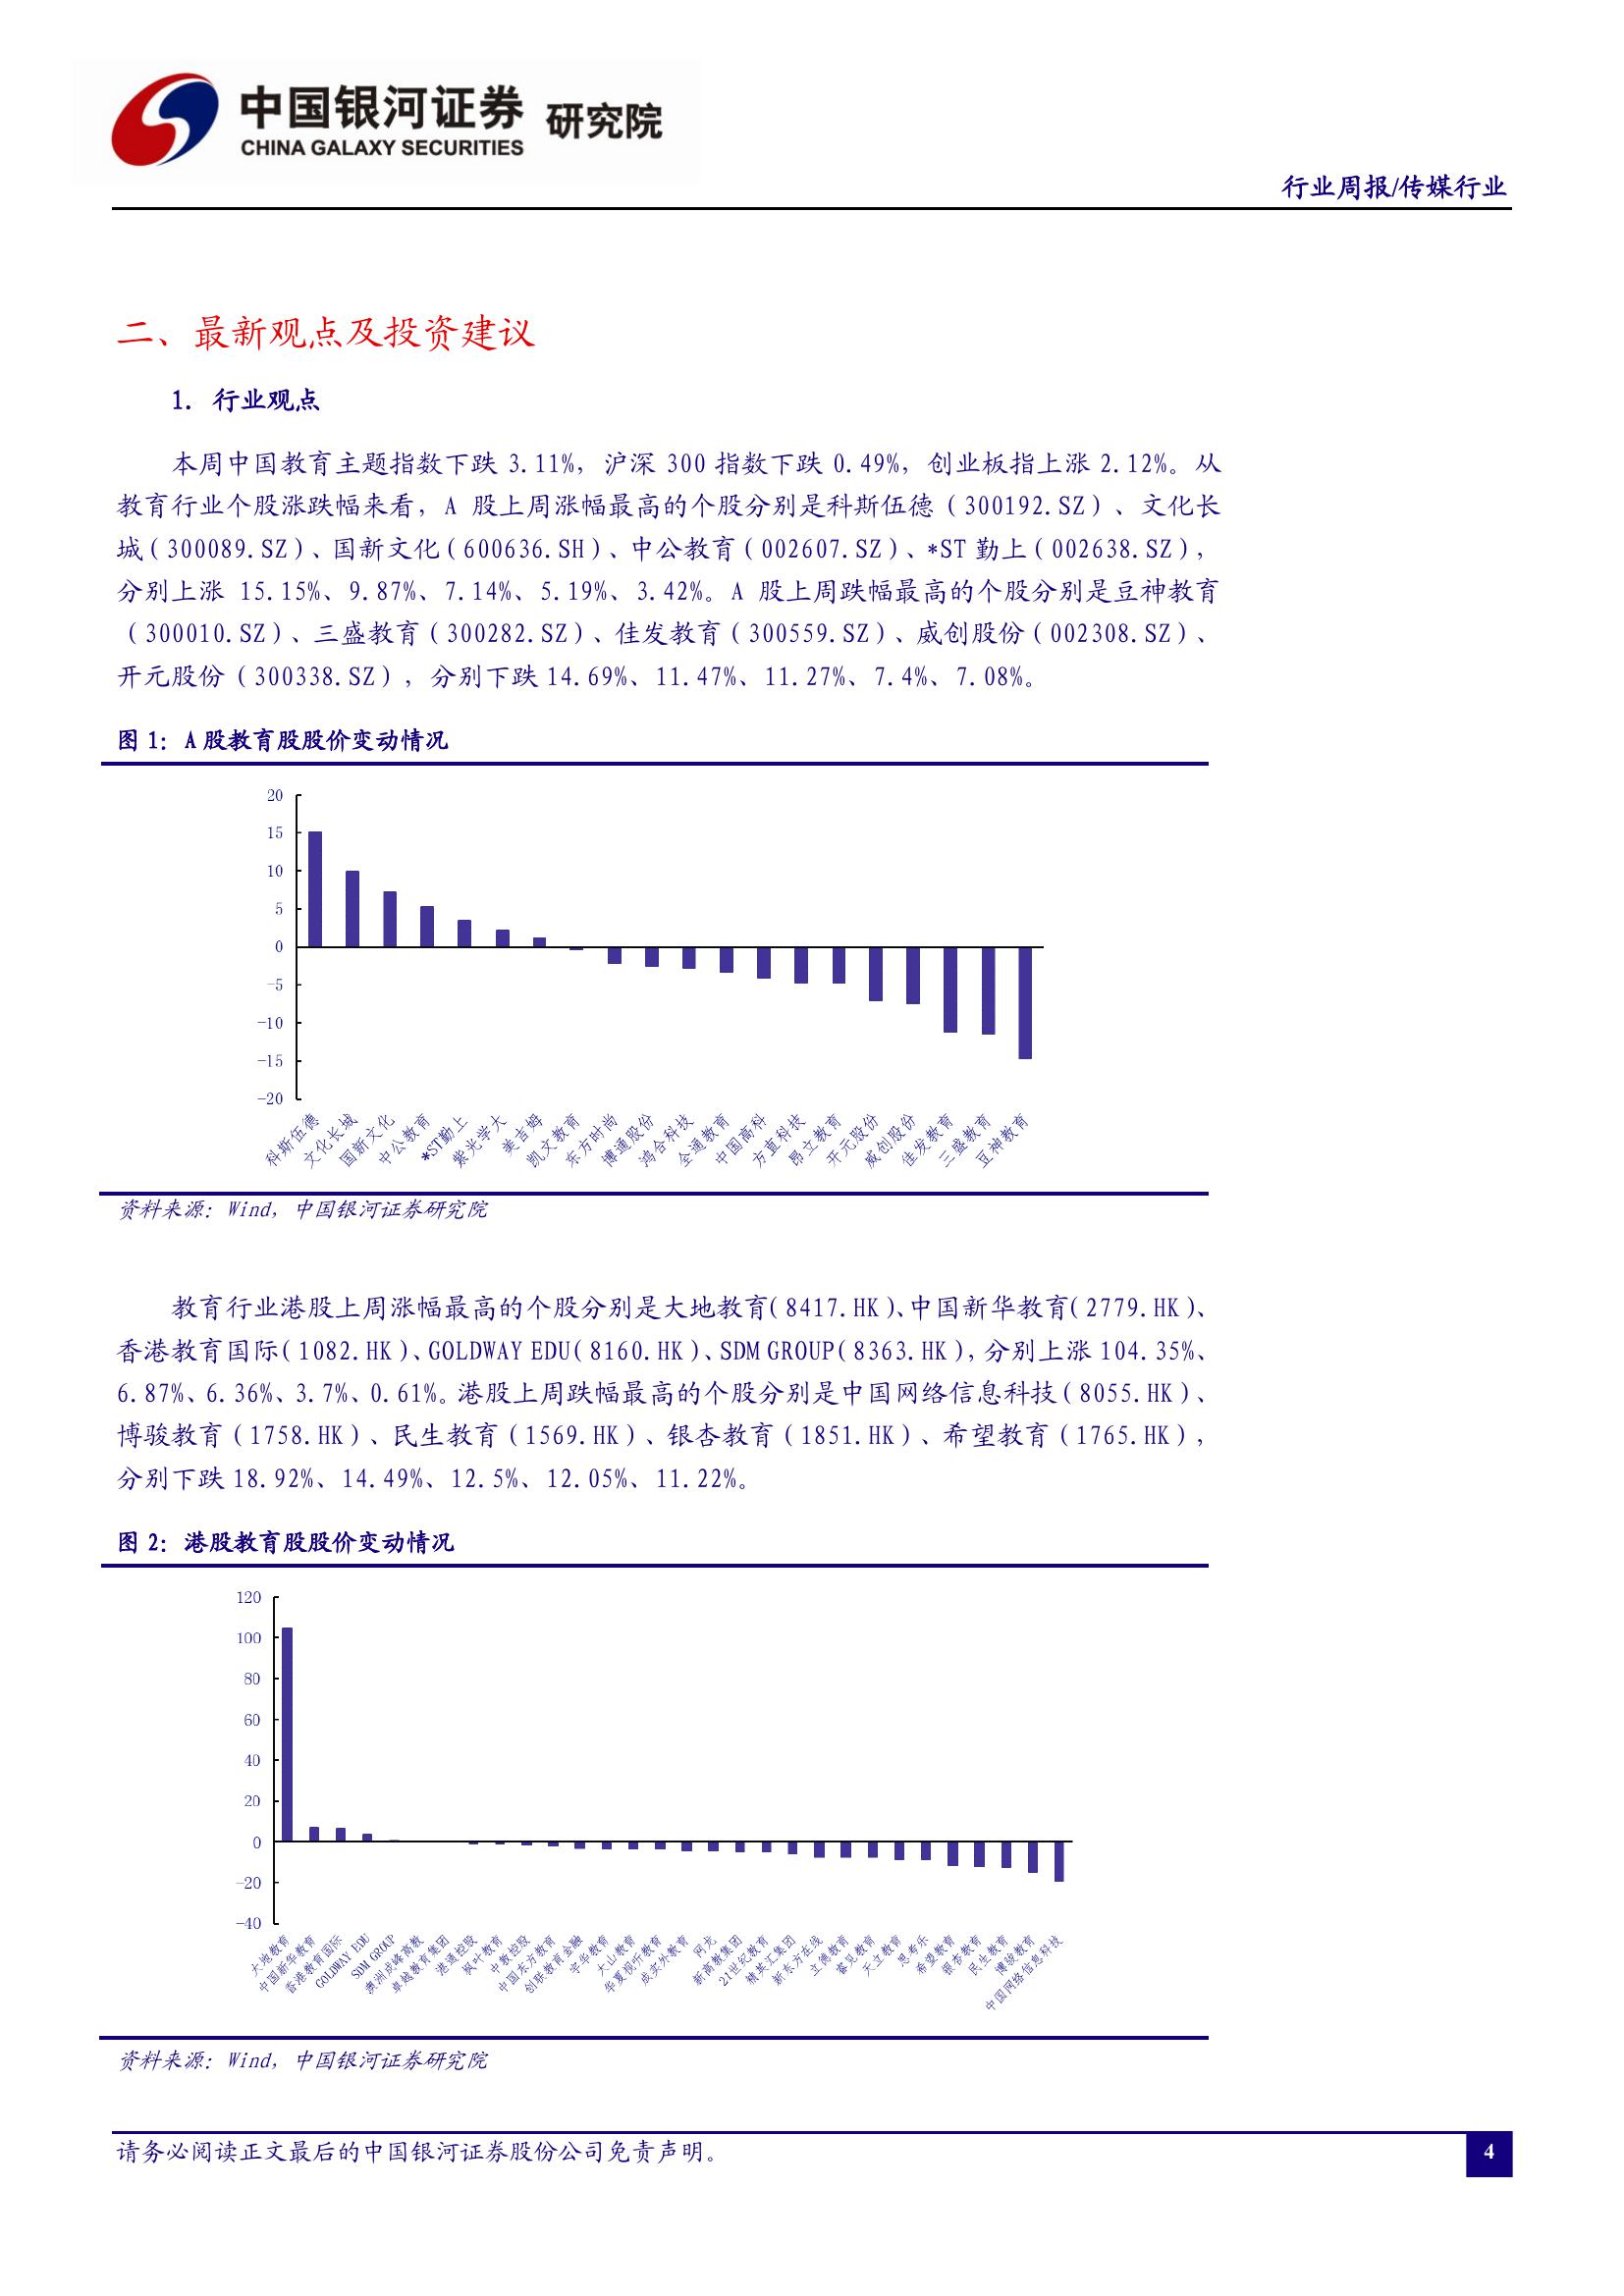 中国银河证券 研究院
CHINA GALAXY SECURITIES
行业周报/传媒行业
二、最新观点及投资建议
1. 行业观点
本周中国教育主题指数下跌 3.11%，沪深 300 指数下跌 0.49%，创业板指上涨 2.12%。从
教育行业个股涨跌幅来看，A 股上周涨幅最高的个股分别是科斯伍德（300192.SZ）、文化长
城（300089.SZ）、国新文化（600636.SH）、中公教育（002607.SZ）、*ST 勤上（002638.SZ），
分别上涨 15.15%、9.87%、7.14%、5.19%、3.42%。A 股上周跌幅最高的个股分别是豆神教育
（300010.SZ）、三盛教育（300282.SZ）、佳发教育（300559.SZ）、威创股份（002308.SZ）、
开元股份（300338.SZ），分别下跌 14.69%、11.47%、11.27%、7.4%、7.08%。
图 1：A 股教育股股价变动情况
20
15
10
5
0
-5
-10
-15
-20
科斯伍德
文化长城
国新文化
中公教育
*ST勤上
紫光学大
美吉姆
凯文教育
东方时尚
博通股份
鸿合科技
全通教育
中国高科
方直科技
昂立教育
开元股份
威创股份
佳发教育
三盛教育
豆神教育
资料来源：Wind，中国银河证券研究院
教育行业港股上周涨幅最高的个股分别是大地教育（8417.HK）、中国新华教育（2779.HK）、
香港教育国际（1082.HK）、GOLDWAY EDU（8160.HK）、SDM GROUP（8363.HK），分别上涨 104.35%、
6.87%、6.36%、3.7%、0.61%。港股上周跌幅最高的个股分别是中国网络信息科技（8055.HK）、
博骏教育（1758.HK）、民生教育（1569.HK）、银杏教育（1851.HK）、希望教育（1765.HK），
分别下跌 18.92%、14.49%、12.5%、12.05%、11.22%。
图 2：港股教育股股价变动情况
120
100
80
60
40
20
0
-20
-40
大地教育
中国新华教育
香港教育国际
GOLDWAY EDU
SDM GROUP
澳洲成峰高教
卓越教育集团
港通控股
枫叶教育
中教控股
中国东方教育
创联教育金融
宇华教育
大山教育
华夏视听教育
成实外教育
网龙
新高教集团
21世纪教育
精英汇集团
新东方在线
立德教育
睿见教育
天立教育
思考乐
希望教育
银杏教育
民生教育
博骏教育
中国网络信息科技
资料来源：Wind，中国银河证券研究院
请务必阅读正文最后的中国银河证券股份公司免责声明。
4